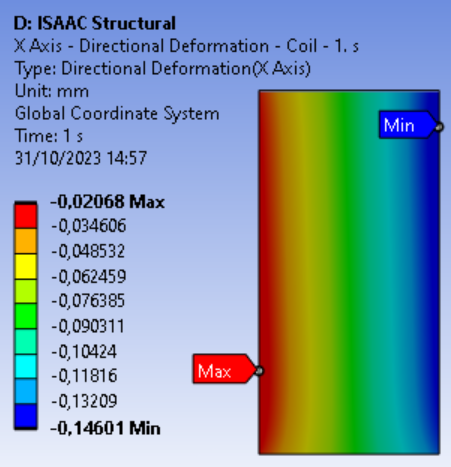 D: ISAAC Structural
X Axis - Directional Deformation - Coil - 1. s
Type: Directional Deformation(X Axis)
Unit: mm
Global Coordinate System
Time: 1 s
31/10/2023 14:57
-0,02068 Max
-0,034606
-0,048532
-0,062459
-0,076385
-0,090311
-0,10424
-0,11816
-0,13209
-0,14601 Min
Min
Max